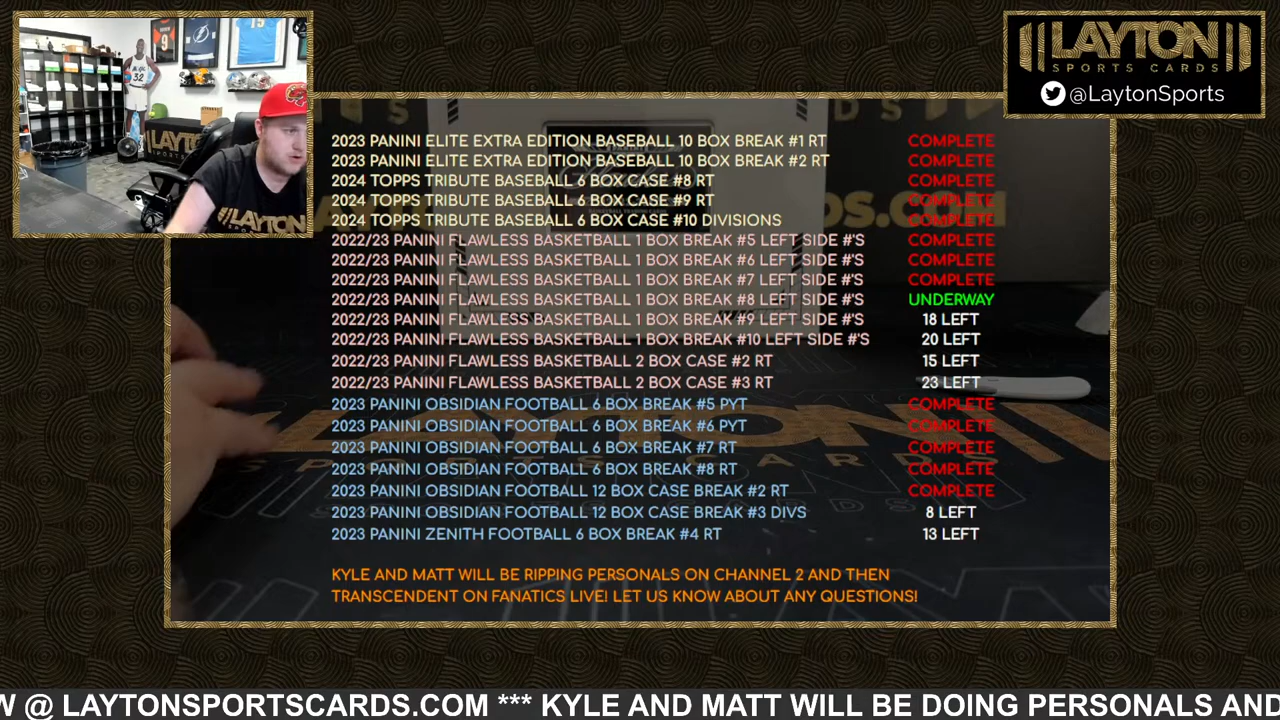 LAYTON
SPORTS CARDS
@LaytonSports
2023 PANINI ELITE EXTRA EDITION BASEBALL 10 BOX BREAK #1 RT COMPLETE
2023 PANINI ELITE EXTRA EDITION BASEBALL 10 BOX BREAK #2 RT COMPLETE
2024 TOPPS TRIBUTE BASEBALL 6 BOX CASE #8 RT COMPLETE
2024 TOPPS TRIBUTE BASEBALL 6 BOX CASE #9 RT COMPLETE
2024 TOPPS TRIBUTE BASEBALL 6 BOX CASE #10 DIVISIONS COMPLETE
2022/23 PANINI FLAWLESS BASKETBALL 1 BOX BREAK #5 LEFT SIDE #'S COMPLETE
2022/23 PANINI FLAWLESS BASKETBALL 1 BOX BREAK #6 LEFT SIDE #'S COMPLETE
2022/23 PANINI FLAWLESS BASKETBALL 1 BOX BREAK #7 LEFT SIDE #'S COMPLETE
2022/23 PANINI FLAWLESS BASKETBALL 1 BOX BREAK #8 LEFT SIDE #'S UNDERWAY
2022/23 PANINI FLAWLESS BASKETBALL 1 BOX BREAK #9 LEFT SIDE #'S 18 LEFT
2022/23 PANINI FLAWLESS BASKETBALL 1 BOX BREAK #10 LEFT SIDE #'S 20 LEFT
2022/23 PANINI FLAWLESS BASKETBALL 2 BOX CASE #2 RT 15 LEFT
2022/23 PANINI FLAWLESS BASKETBALL 2 BOX CASE #3 RT 23 LEFT
2023 PANINI OBSIDIAN FOOTBALL 6 BOX BREAK #5 PYT COMPLETE
2023 PANINI OBSIDIAN FOOTBALL 6 BOX BREAK #6 PYT COMPLETE
2023 PANINI OBSIDIAN FOOTBALL 6 BOX BREAK #7 RT COMPLETE
2023 PANINI OBSIDIAN FOOTBALL 6 BOX BREAK #8 RT COMPLETE
2023 PANINI OBSIDIAN FOOTBALL 12 BOX CASE BREAK #2 RT COMPLETE
2023 PANINI OBSIDIAN FOOTBALL 12 BOX CASE BREAK #3 DIVS 8 LEFT
2023 PANINI ZENITH FOOTBALL 6 BOX BREAK #4 RT 13 LEFT
KYLE AND MATT WILL BE RIPPING PERSONALS ON CHANNEL 2 AND THEN
TRANSCENDENT ON FANATICS LIVE! LET US KNOW ABOUT ANY QUESTIONS!
W @ LAYTONSPORTSCARDS.COM *** KYLE AND MATT WILL BE DOING PERSONALS AND